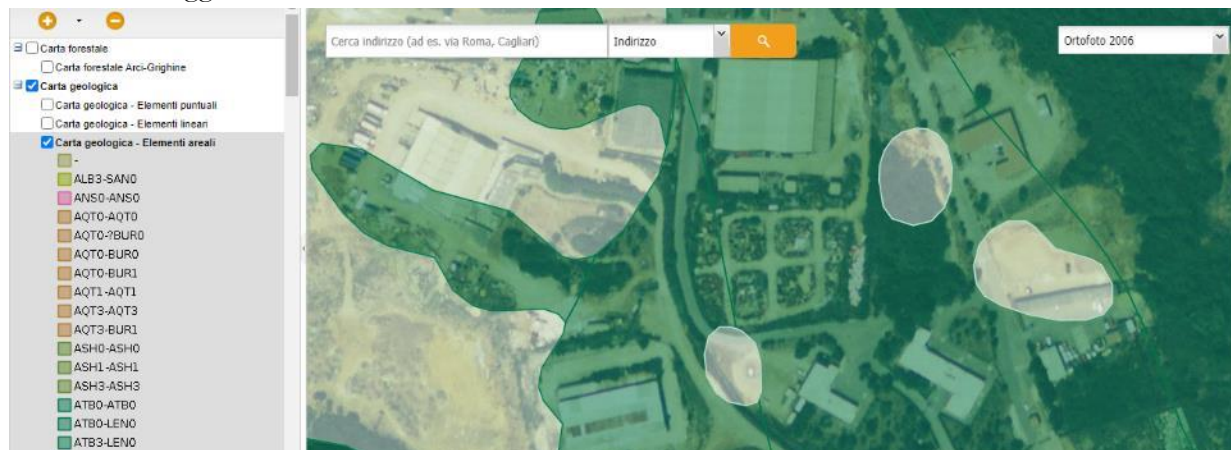 Carta forestale
Carta forestale Arci-Grighine
Carta geologica
Carta geologica - Elementi puntuali
Carta geologica - Elementi lineari
Carta geologica - Elementi areali
-
ALB3-SAN0
ANS0-ANS0
AQT0-AQT0
AQT0-?BUR0
AQT0-BUR0
AQT0-BUR1
AQT1-AQT1
AQT3-AQT3
AQT3-BUR1
ASH0-ASH0
ASH1-ASH1
ASH3-ASH3
ATB0-ATB0
ATB0-LEN0
ATB3-LEN0
Cerca indirizzo (ad es. via Roma, Cagliari)
Indirizzo
Ortofoto 2006